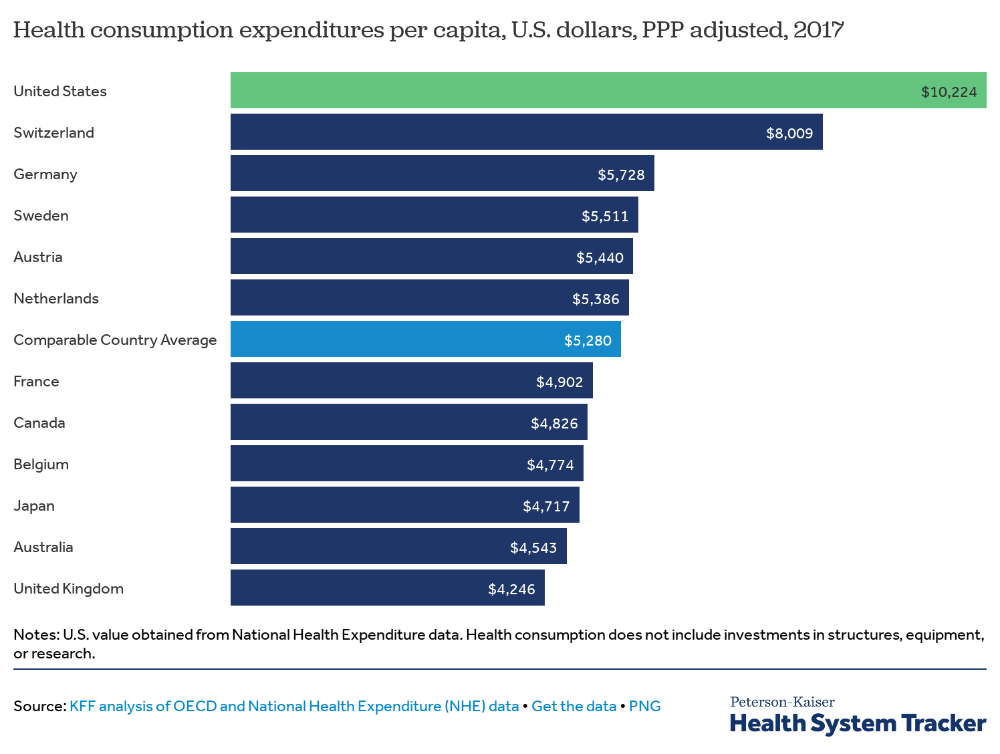 Health consumption expenditures per capita, U.S. dollars, PPP adjusted, 2017
United States $10,224
Switzerland $8,009
Germany $5,728
Sweden $5,511
Austria $5,440
Netherlands $5,386
Comparable Country Average $5,280
France $4,902
Canada $4,826
Belgium $4,774
Japan $4,717
Australia $4,543
United Kingdom $4,246
Notes: U.S. value obtained from National Health Expenditure data. Health consumption does not include investments in structures, equipment,
or research.
Source: KFF analysis of OECD and National Health Expenditure (NHE) data • Get the data • PNG
Peterson-Kaiser
Health System Tracker